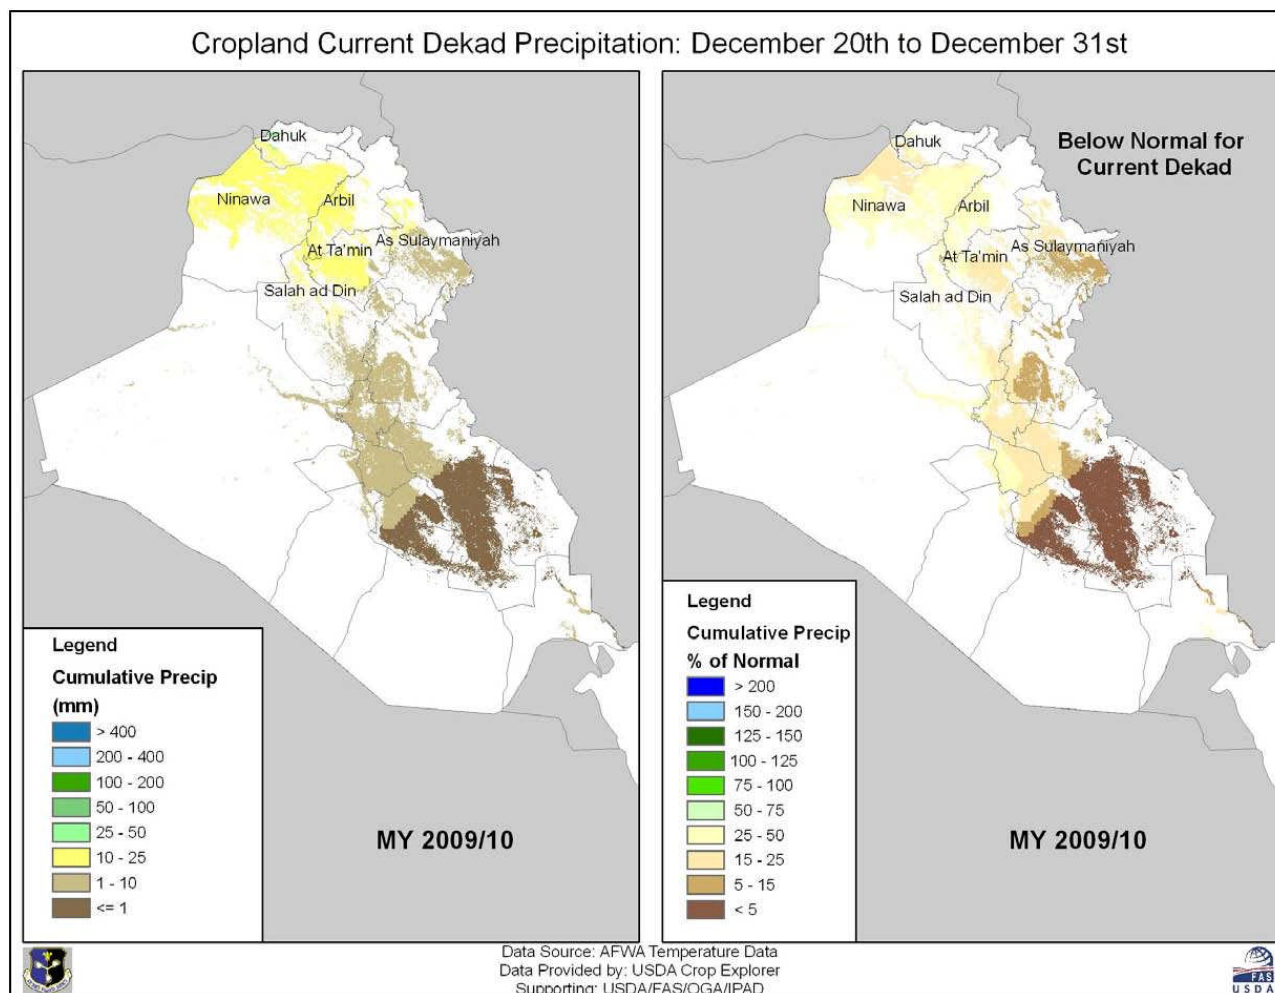 Cropland Current Dekad Precipitation: December 20th to December 31st
Dahuk
Ninawa
Arbil
As Sulaymaniyah
At Ta'min
Salah ad Din
Legend
Cumulative Precip
(mm)
> 400
200 - 400
100 - 200
50 - 100
25 - 50
10 - 25
1 - 10
<= 1
MY 2009/10
Below Normal for
Current Dekad
Dahuk
Ninawa
Arbil
As Sulaymaniyah
At Ta'min
Salah ad Din
Legend
Cumulative Precip
% of Normal
> 200
150 - 200
125 - 150
100 - 125
75 - 100
50 - 75
25 - 50
15 - 25
5 - 15
< 5
MY 2009/10
Data Source: AFWA Temperature Data
Data Provided by: USDA Crop Explorer
Supporting: USDA/FAS/OGA/IPAD
FAS
USDA